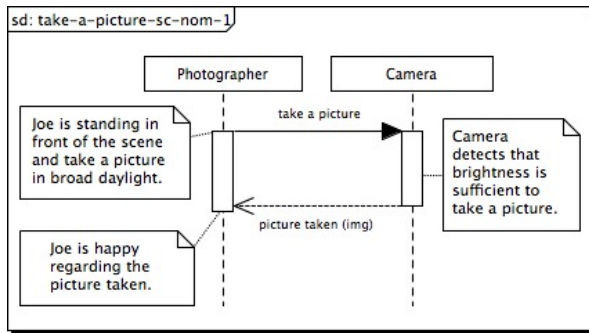 sd: take-a-picture-sc-nom-1
Photographer
Camera
take a picture
Joe is standing in
front of the scene
and take a picture
in broad daylight.
Camera
detects that
brightness is
sufficient to
take a picture.
picture taken (img)
Joe is happy
regarding the
picture taken.